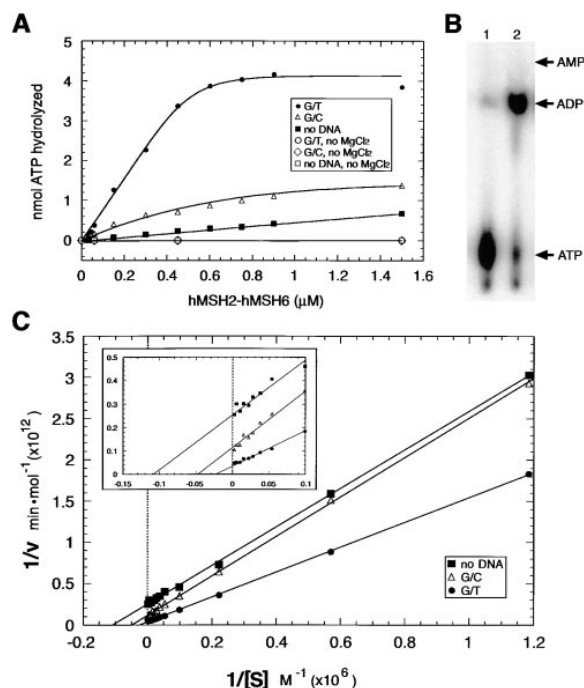 A
nmol ATP hydrolyzed
5
4
3
2
1
0
G/T
G/C
no DNA
G/T, no MgCl2
G/C, no MgCl2
no DNA, no MgCl2
0 0.2 0.4 0.6 0.8 1 1.2 1.4 1.6
hMSH2-hMSH6 (μM)
B
1 2
AMP
ADP
ATP
C
1/v min•mol⁻¹ (x10¹²)
3.5
3
2.5
2
1.5
1
0.5
0
0.5
0.4
0.3
0.2
0.1
0
-0.15 -0.1 -0.05 0 0.05 0.1
no DNA
G/C
G/T
-0.2 0 0.2 0.4 0.6 0.8 1 1.2
1/[S] M⁻¹ (x10⁶)